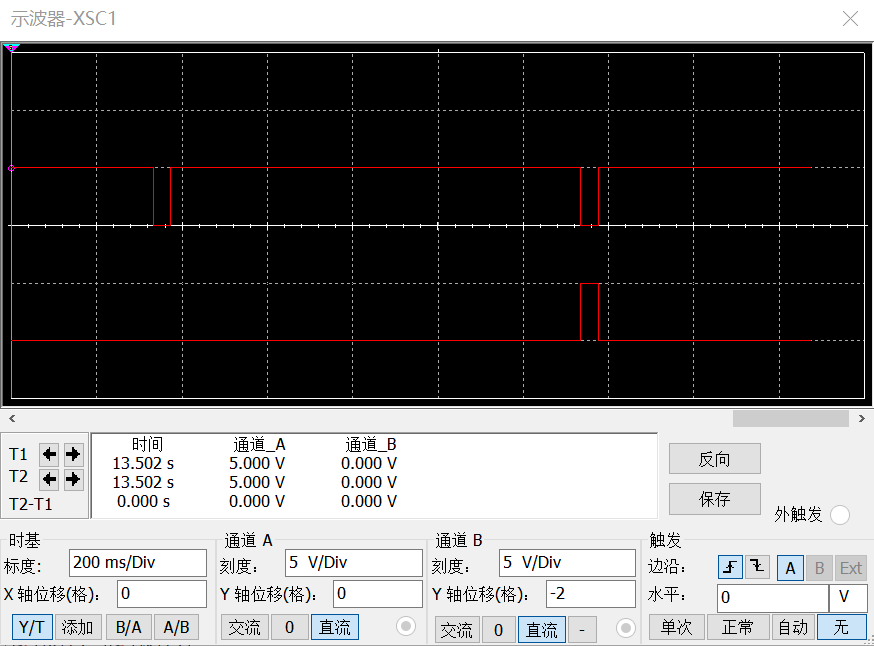 示波器-XSC1
时间 通道_A 通道_B
T1 13.502 s 5.000 V 0.000 V
T2 13.502 s 5.000 V 0.000 V
T2-T1 0.000 s 0.000 V 0.000 V
反向
保存
外触发
时基 通道 A 通道 B 触发
标度: 200 ms/Div 刻度: 5 V/Div 刻度: 5 V/Div 边沿: A B Ext
X 轴位移(格): 0 Y 轴位移(格): 0 Y 轴位移(格): -2 水平: 0 V
Y/T 添加 B/A A/B 交流 0 直流 交流 0 直流 - 单次 正常 自动 无